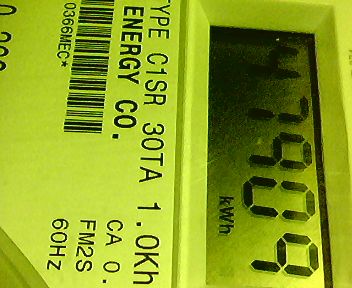 47909
kWh
TYPE C1SR 30TA 1.0Kh
ENERGY CO.
CA 0.
FM2S
0366MEC*
60Hz